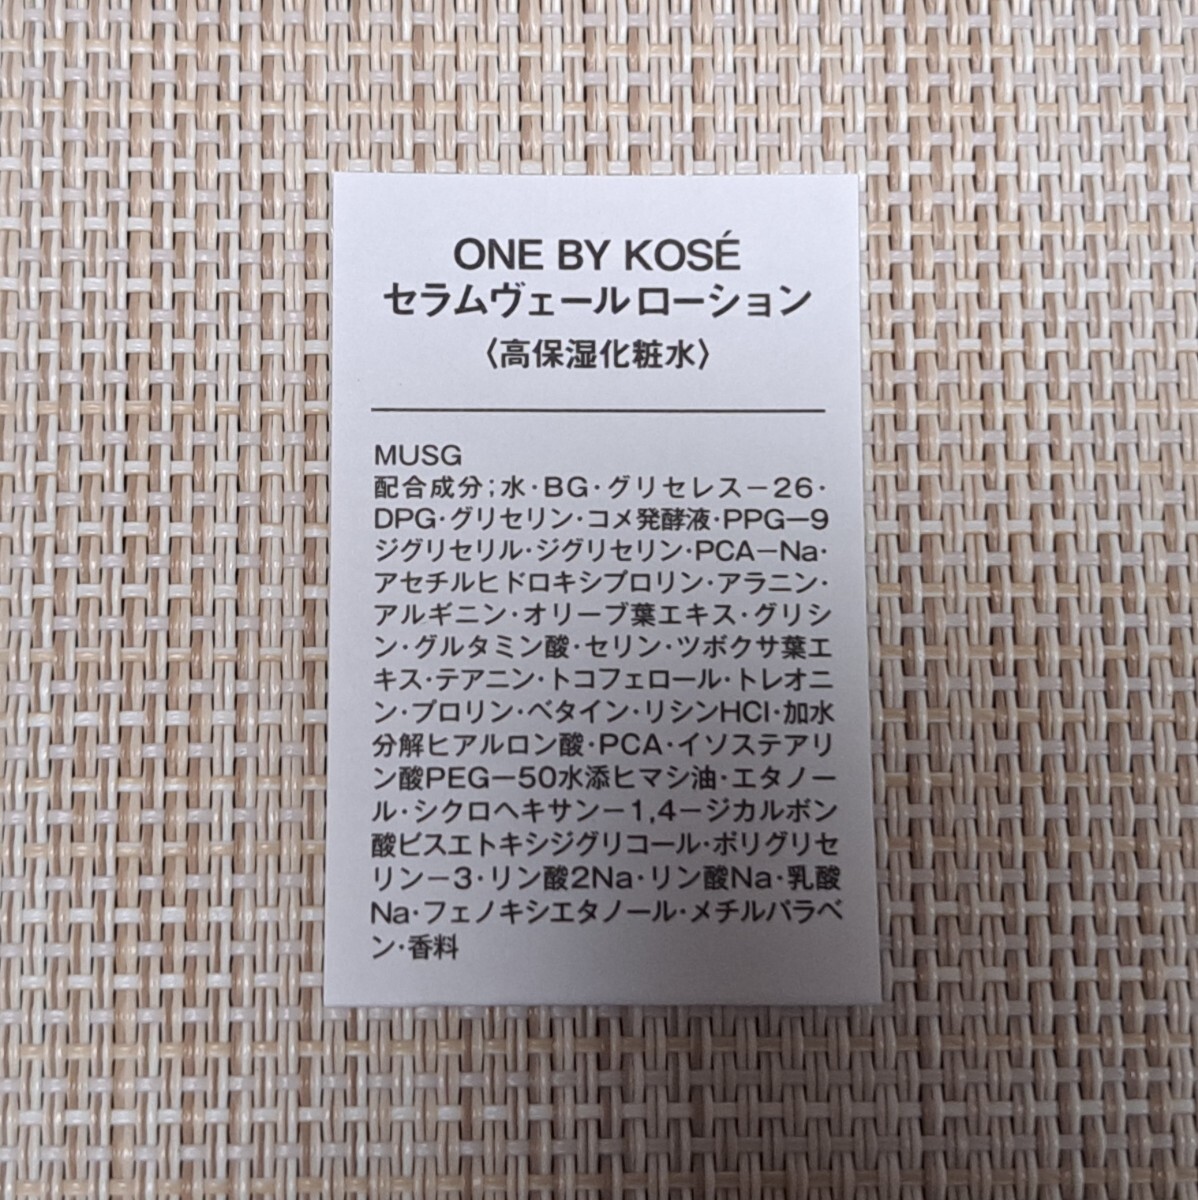 ONE BY KOSÉ
セラムヴェール ローション
〈高保湿化粧水〉
MUSG
配合成分;水・BG・グリセレス－26・
DPG・グリセリン・コメ発酵液・PPG－9
ジグリセリル・ジグリセリン・PCA－Na・
アセチルヒドロキシプロリン・アラニン・
アルギニン・オリーブ葉エキス・グリシ
ン・グルタミン酸・セリン・ツボクサ葉エ
キス・テアニン・トコフェロール・トレオニ
ン・プロリン・ベタイン・リシンHCl・加水
分解ヒアルロン酸・PCA・イソステアリ
ン酸PEG－50水添ヒマシ油・エタノー
ル・シクロヘキサン－1,4－ジカルボン
酸ビスエトキシジグリコール・ポリグリセ
リン－3・リン酸2Na・リン酸Na・乳酸
Na・フェノキシエタノール・メチルパラベ
ン・香料